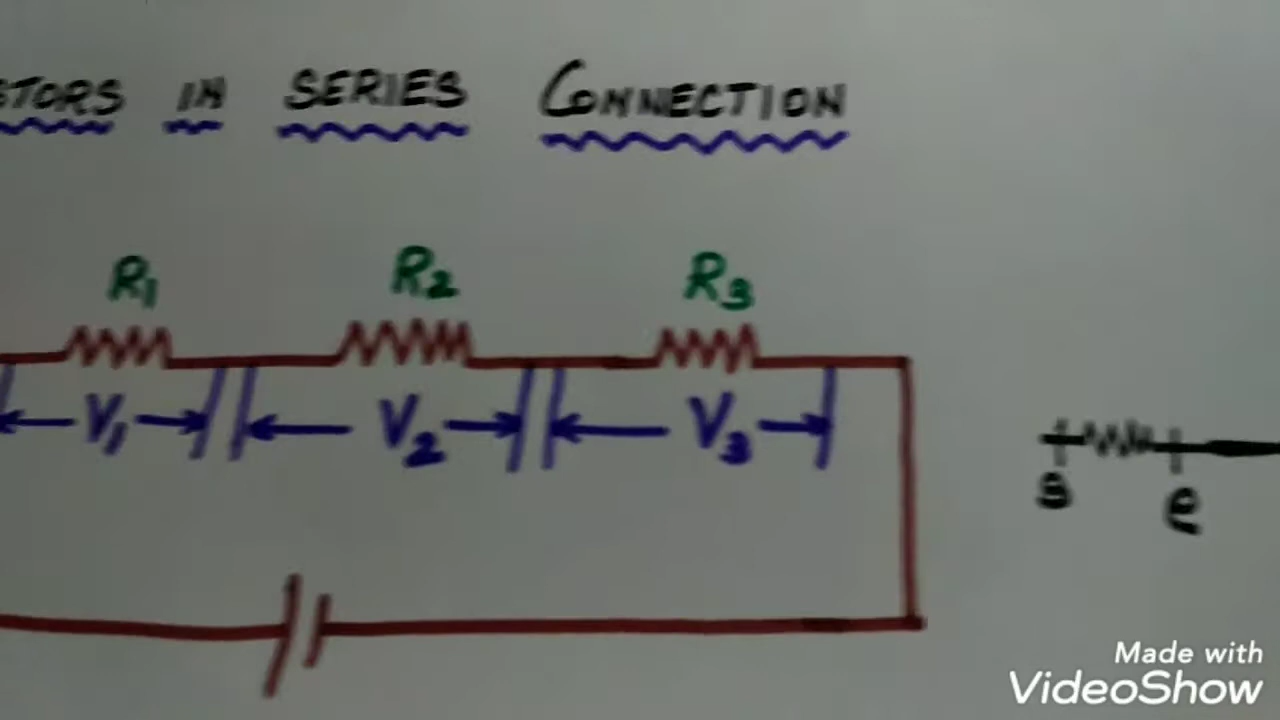 STORS IN SERIES CONNECTION
R1 R2 R3
V1 V2 V3
S e
Made with
VideoShow